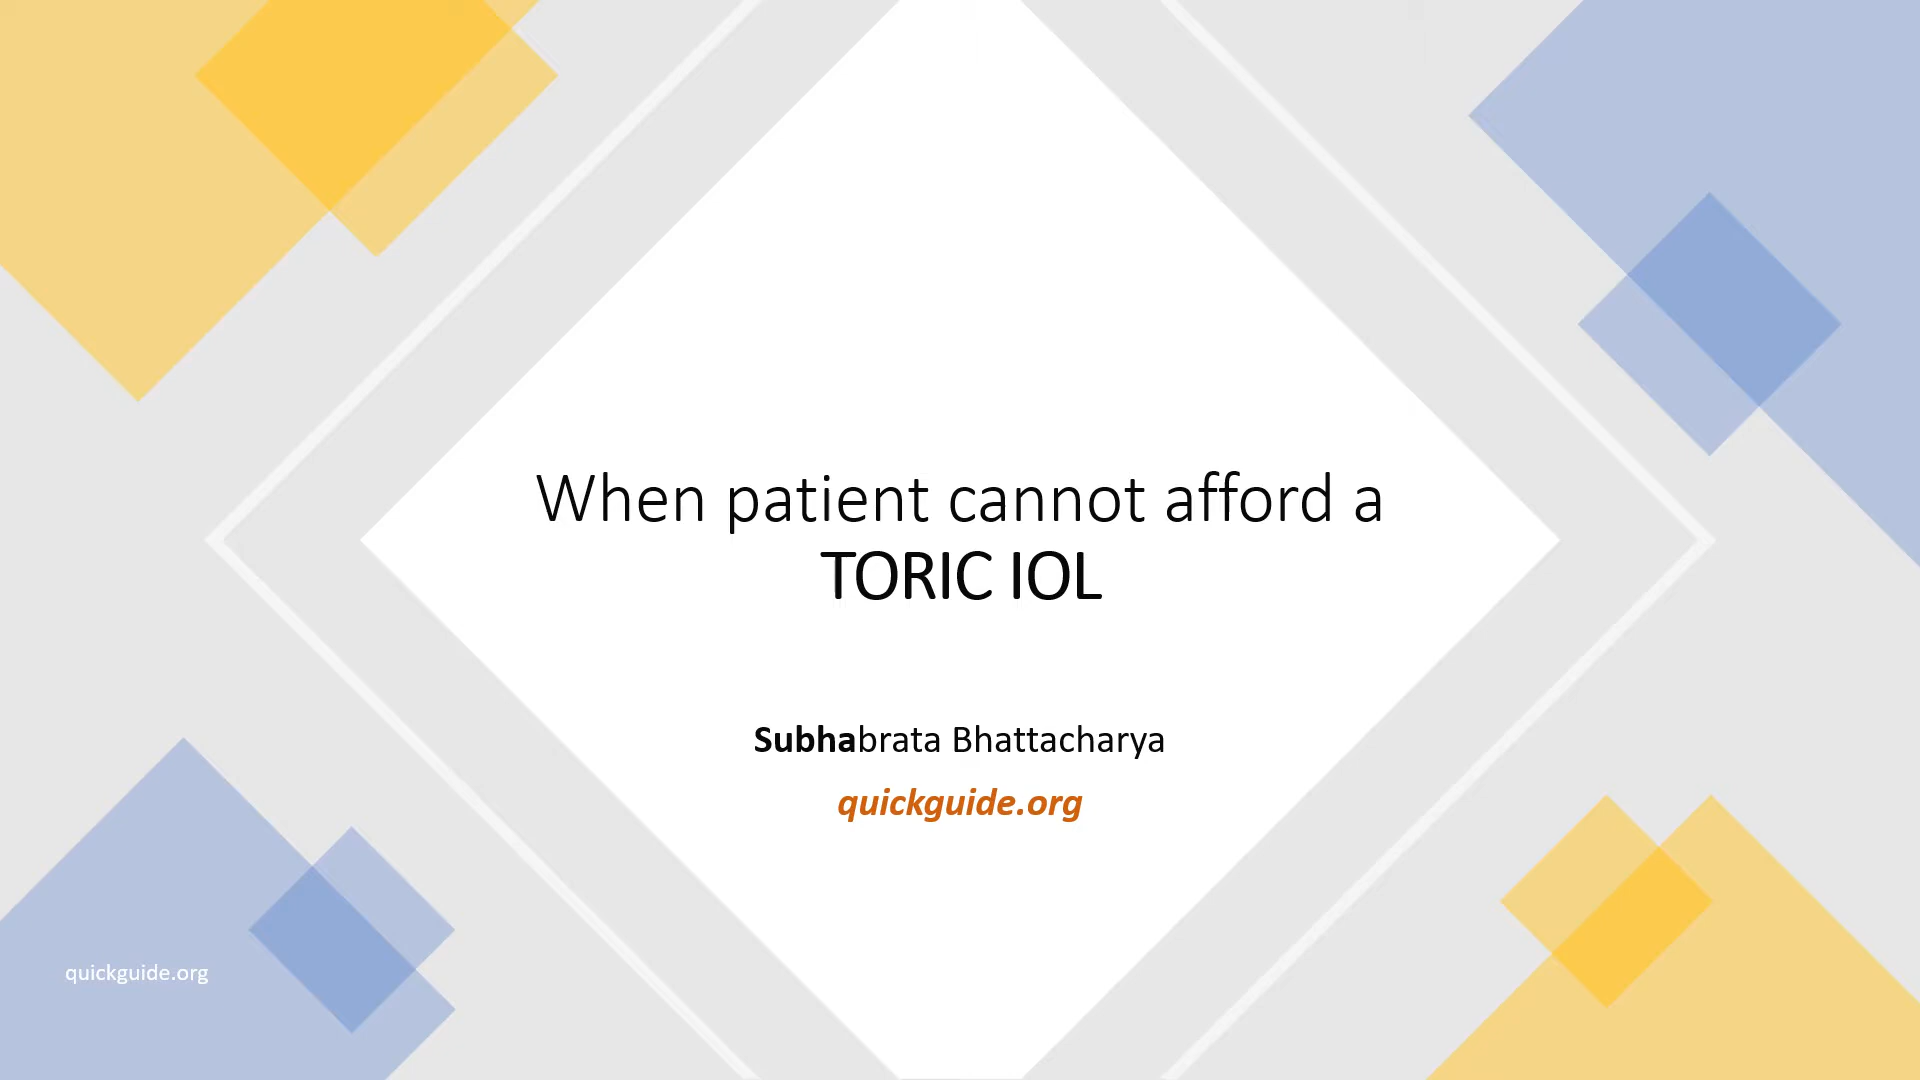 When patient cannot afford a
TORIC IOL
Subhabrata Bhattacharya
quickguide.org
quickguide.org